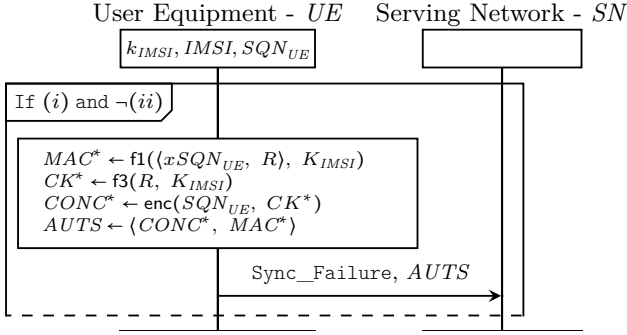 User Equipment - UE Serving Network - SN
k_IMSI, IMSI, SQN_UE
If (i) and ¬(ii)
MAC* ← f1(⟨xSQN_UE, R⟩, K_IMSI)
CK* ← f3(R, K_IMSI)
CONC* ← enc(SQN_UE, CK*)
AUTS ← ⟨CONC*, MAC*⟩
Sync_Failure, AUTS